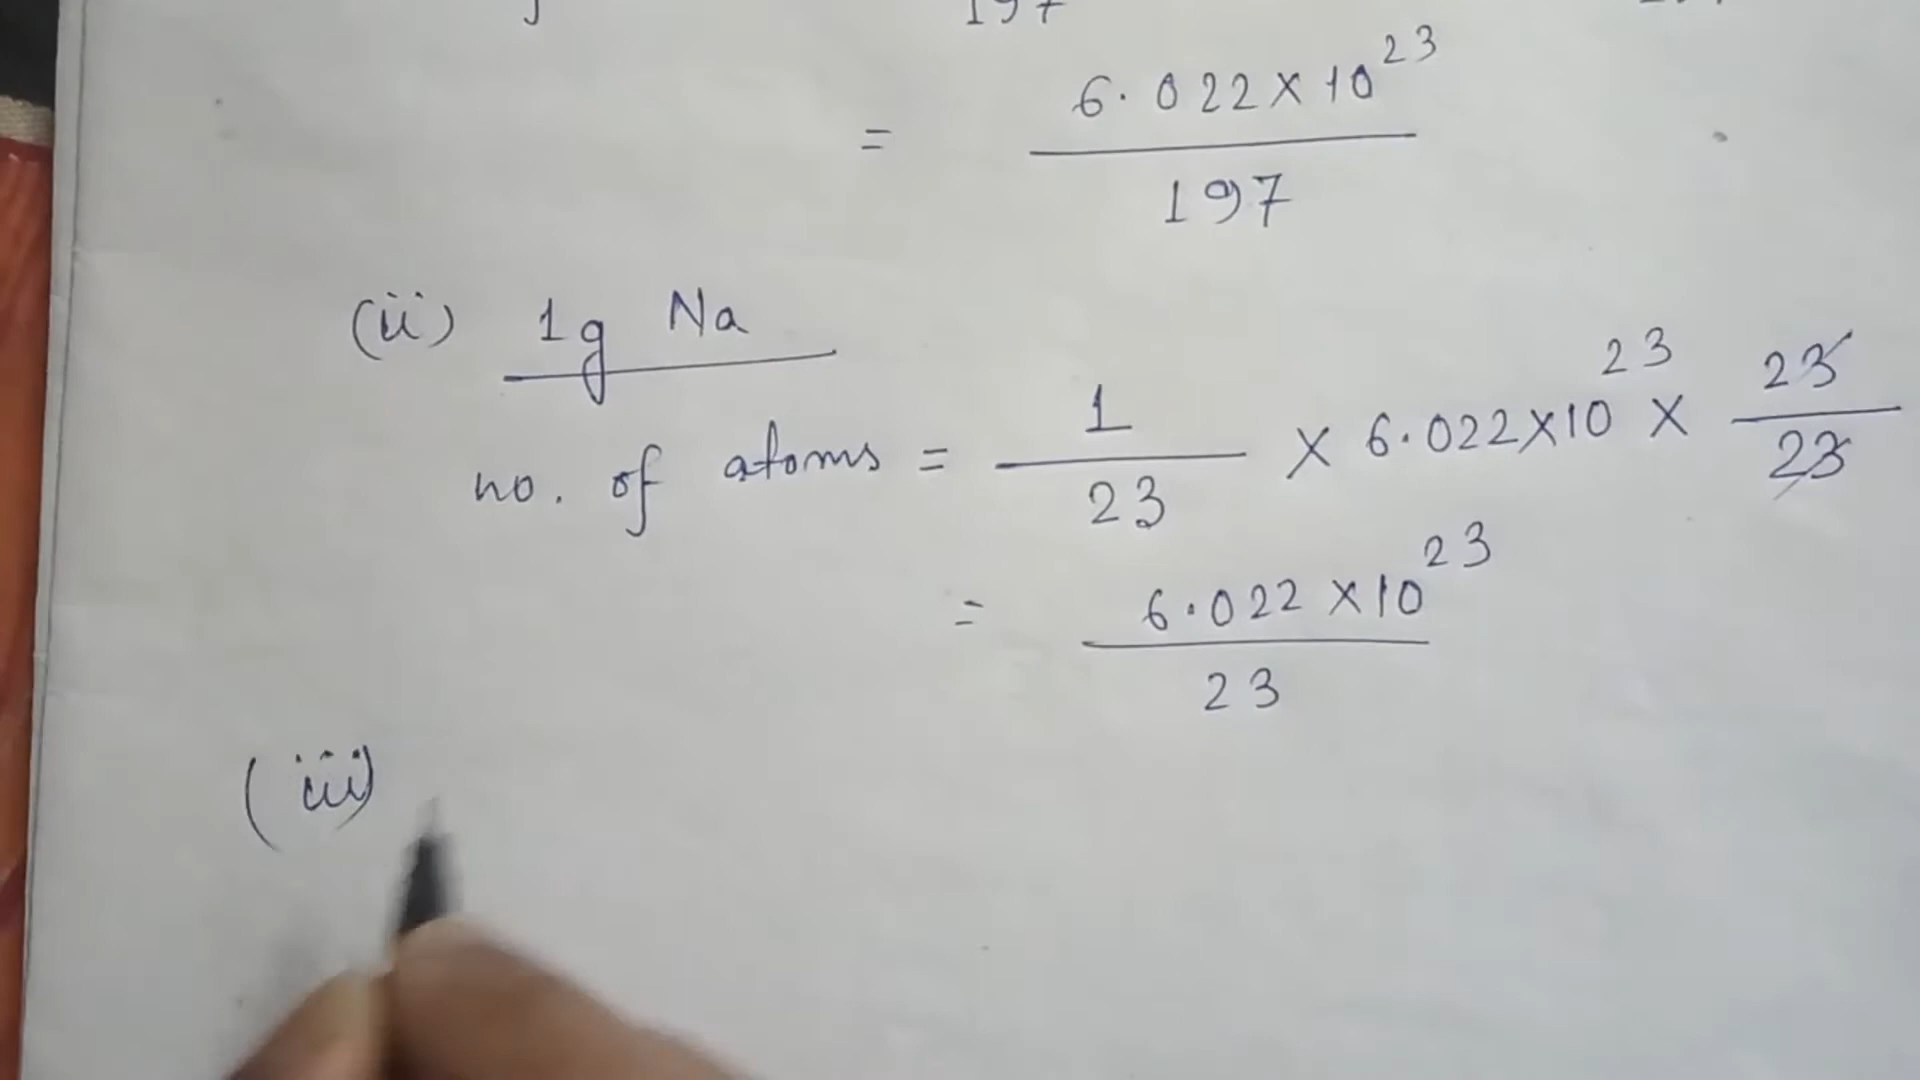 197
= 6.022 × 10^23 / 197
(ii) 1g Na
no. of atoms = 1/23 × 6.022×10^23 × 23/23
= 6.022 ×10^23 / 23
(iii)